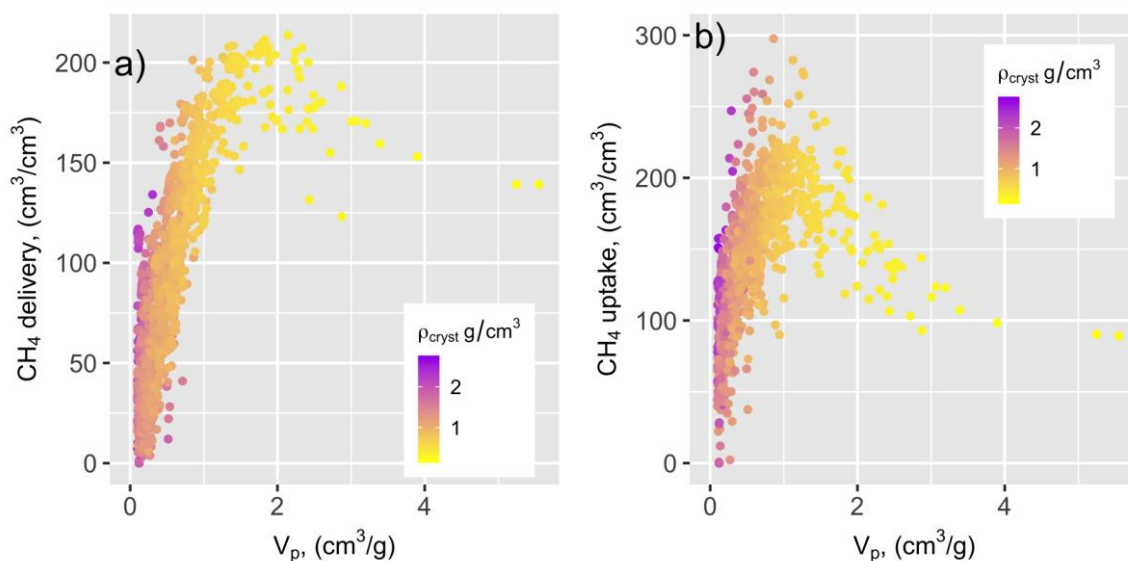 a)
CH₄ delivery, (cm³/cm³)
200
150
100
50
0
0
2
4
Vₚ, (cm³/g)
ρcryst g/cm³
2
1
b)
CH₄ uptake, (cm³/cm³)
300
200
100
0
0
2
4
Vₚ, (cm³/g)
ρcryst g/cm³
2
1